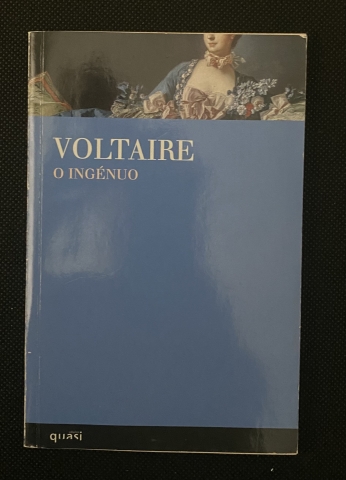 VOLTAIRE
O INGÉNUO
quasi